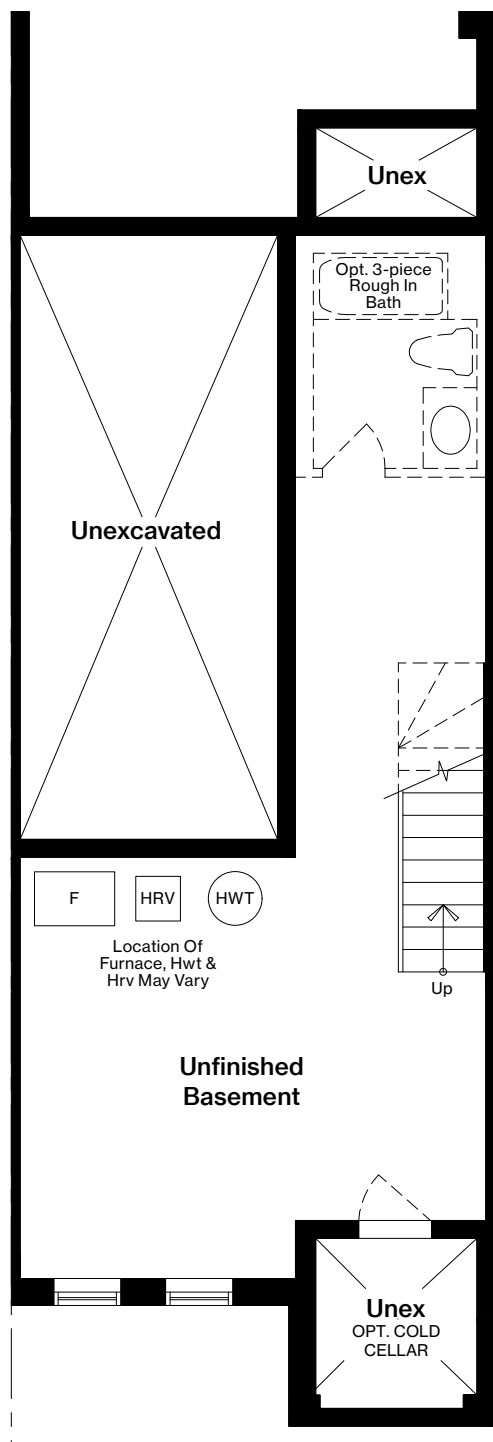 Unex
Opt. 3-piece
Rough In
Bath
Unexcavated
F
HRV
HWT
Location Of
Furnace, Hwt &
Hrv May Vary
Up
Unfinished
Basement
Unex
OPT. COLD
CELLAR